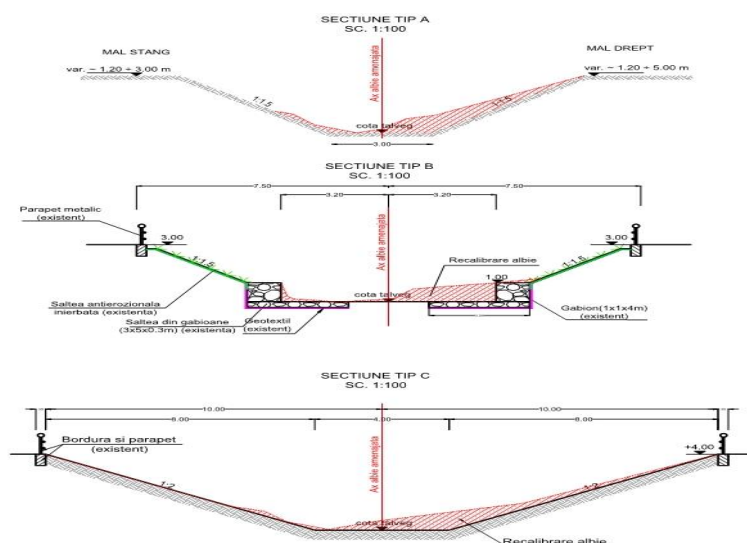 SECTIUNE TIP A
SC. 1:100
MAL STANG
MAL DREPT
var. ~ 1.20 ÷ 3.00 m
var. ~ 1.20 ÷ 5.00 m
Ax albie amenajata
1:1.5
1:1.5
cota talveg
3.00
SECTIUNE TIP B
SC. 1:100
7.50
7.50
3.20
3.20
Parapet metalic
(existent)
Ax albie amenajata
3.00
3.00
1:1.5
1:1.5
Recalibrare albie
1.00
cota talveg
Saltea antierozionala
inierbata (existenta)
Saltea din gabioane
(3x5x0.3m) (existenta)
Geotextil
(existent)
Gabion(1x1x4m)
(existent)
SECTIUNE TIP C
SC. 1:100
10.00
10.00
8.00
4.00
8.00
Bordura si parapet
(existent)
Ax albie amenajata
+4.00
1:2
1:2
cota talveg
Recalibrare albie